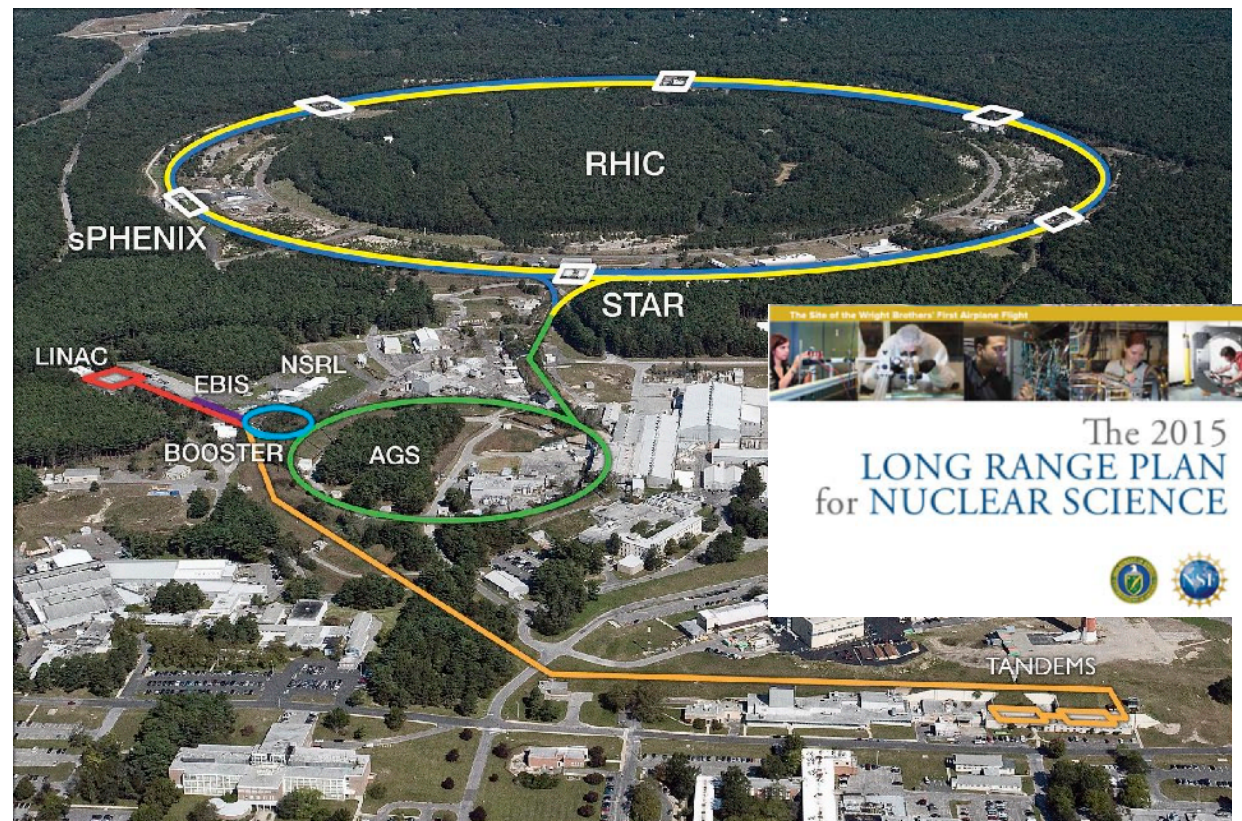 RHIC
sPHENIX
STAR
LINAC
EBIS
NSRL
BOOSTER
AGS
The Site of the Wright Brothers' First Airplane Flight
The 2015
LONG RANGE PLAN
for NUCLEAR SCIENCE
NSF
TANDEMS